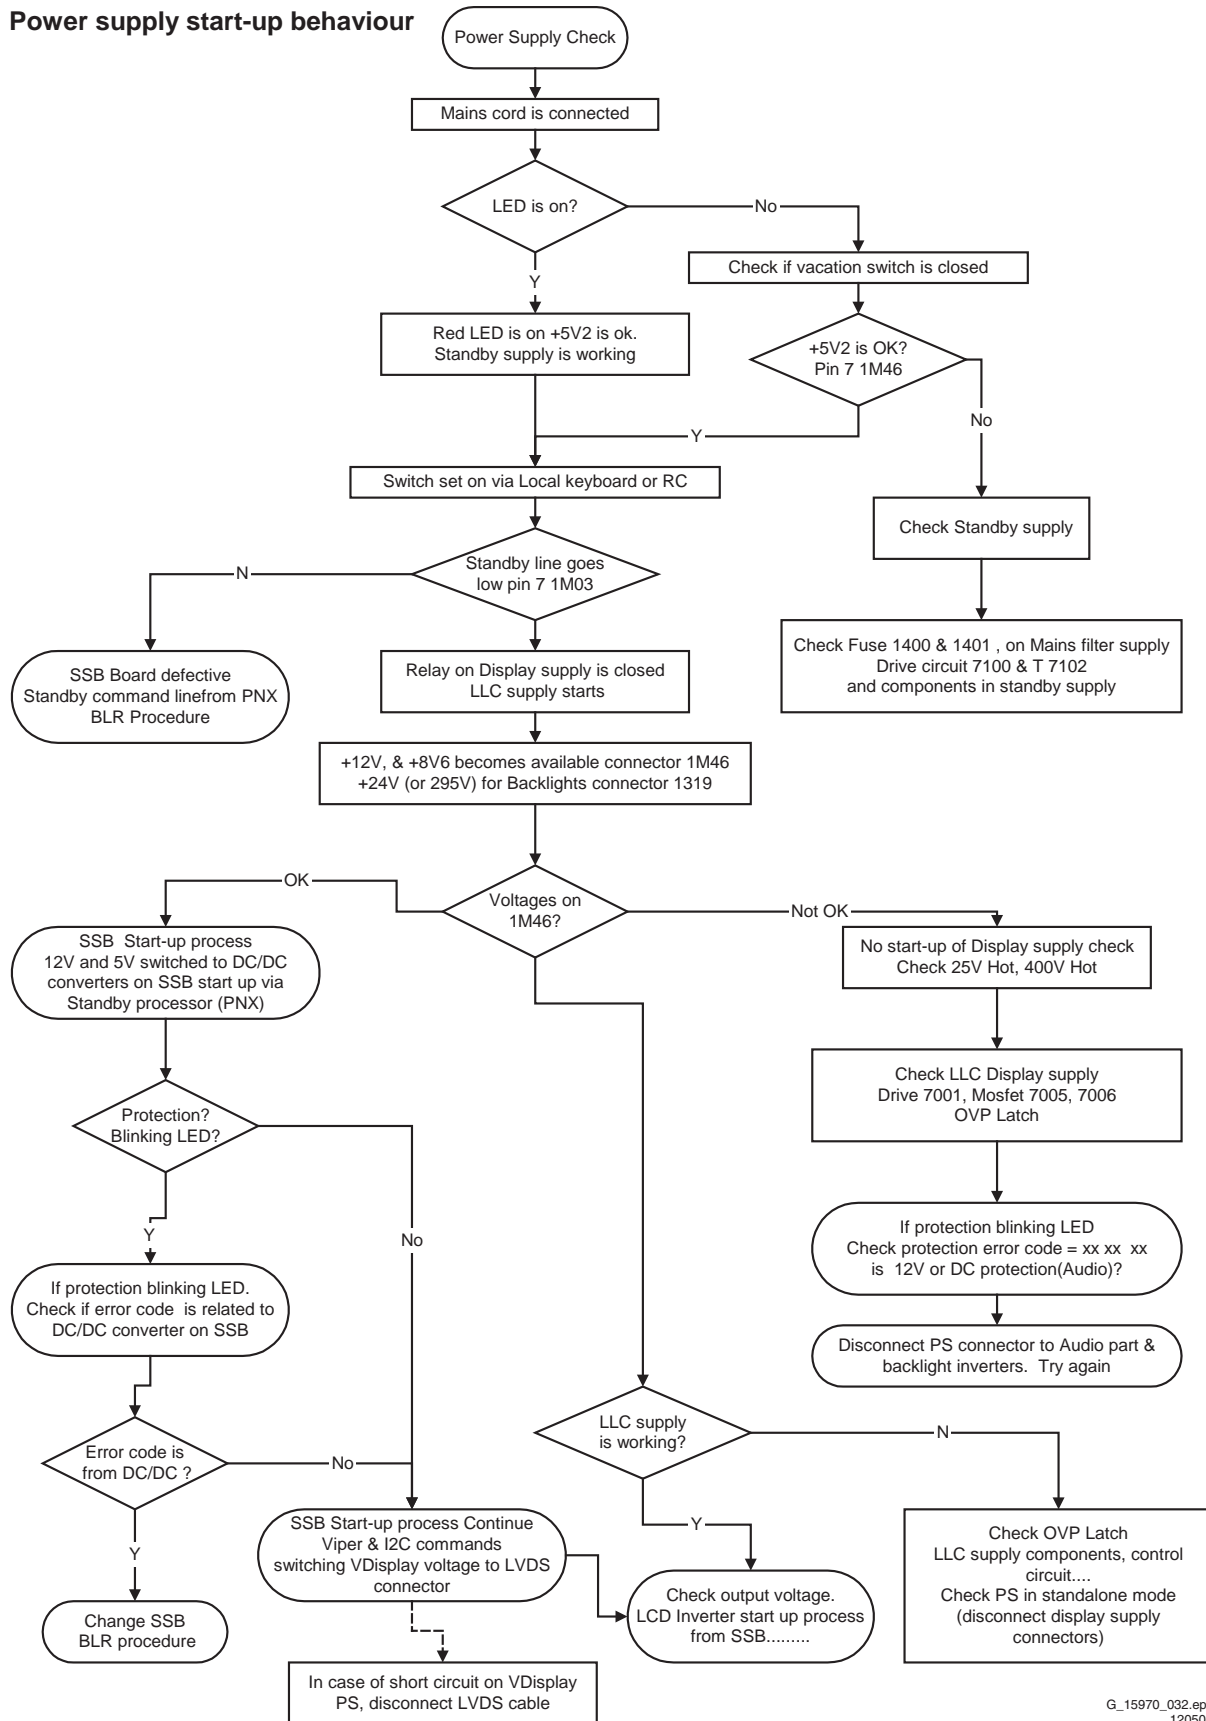 Power supply start-up behaviour
Power Supply Check
Mains cord is connected
LED is on?
No
Check if vacation switch is closed
Y
Red LED is on +5V2 is ok.
Standby supply is working
+5V2 is OK?
Pin 7 1M46
No
Y
Switch set on via Local keyboard or RC
Check Standby supply
Standby line goes
low pin 7 1M03
N
Check Fuse 1400 & 1401 , on Mains filter supply
Drive circuit 7100 & T 7102
and components in standby supply
SSB Board defective
Standby command linefrom PNX
BLR Procedure
Relay on Display supply is closed
LLC supply starts
+12V, & +8V6 becomes available connector 1M46
+24V (or 295V) for Backlights connector 1319
OK
Voltages on
1M46?
Not OK
SSB  Start-up process
12V and 5V switched to DC/DC
converters on SSB start up via
Standby processor (PNX)
No start-up of Display supply check
Check 25V Hot, 400V Hot
Check LLC Display supply
Drive 7001, Mosfet 7005, 7006
OVP Latch
Protection?
Blinking LED?
Y
No
If protection blinking LED
Check protection error code = xx xx  xx
is  12V or DC protection(Audio)?
If protection blinking LED.
Check if error code  is related to
DC/DC converter on SSB
Disconnect PS connector to Audio part &
backlight inverters.  Try again
LLC supply
is working?
N
Error code is
from DC/DC ?
No
Y
SSB Start-up process Continue
Viper & I2C commands
switching VDisplay voltage to LVDS
connector
Y
Check OVP Latch
LLC supply components, control
circuit....
Check PS in standalone mode
(disconnect display supply
connectors)
Change SSB
BLR procedure
Check output voltage.
LCD Inverter start up process
from SSB.........
In case of short circuit on VDisplay
PS, disconnect LVDS cable
G_15970_032.ep
12050